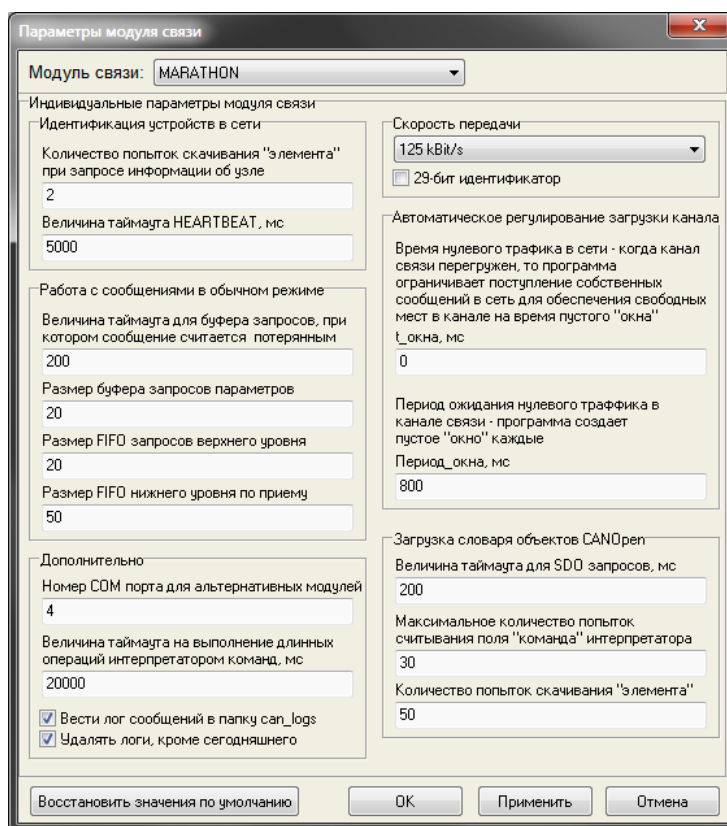 Параметры модуля связи
Модуль связи: MARATHON
Индивидуальные параметры модуля связи
Идентификация устройств в сети
Количество попыток скачивания "элемента"
при запросе информации об узле
2
Величина таймаута HEARTBEAT, мс
5000
Работа с сообщениями в обычном режиме
Величина таймаута для буфера запросов, при
котором сообщение считается потерянным
200
Размер буфера запросов параметров
20
Размер FIFO запросов верхнего уровня
20
Размер FIFO нижнего уровня по приему
50
Дополнительно
Номер COM порта для альтернативных модулей
4
Величина таймаута на выполнение длинных
операций интерпретатором команд, мс
20000
Вести лог сообщений в папку can_logs
Удалять логи, кроме сегодняшнего
Скорость передачи
125 kBit/s
29-бит идентификатор
Автоматическое регулирование загрузки канала
Время нулевого трафика в сети - когда канал
связи перегружен, то программа
ограничивает поступление собственных
сообщений в сеть для обеспечения свободных
мест в канале на время пустого "окна"
t_окна, мс
0
Период ожидания нулевого траффика в
канале связи - программа создает
пустое "окно" каждые
Период_окна, мс
800
Загрузка словаря объектов CANOpen
Величина таймаута для SDO запросов, мс
200
Максимальное количество попыток
считывания поля "команда" интерпретатора
30
Количество попыток скачивания "элемента"
50
Восстановить значения по умолчанию
OK
Применить
Отмена